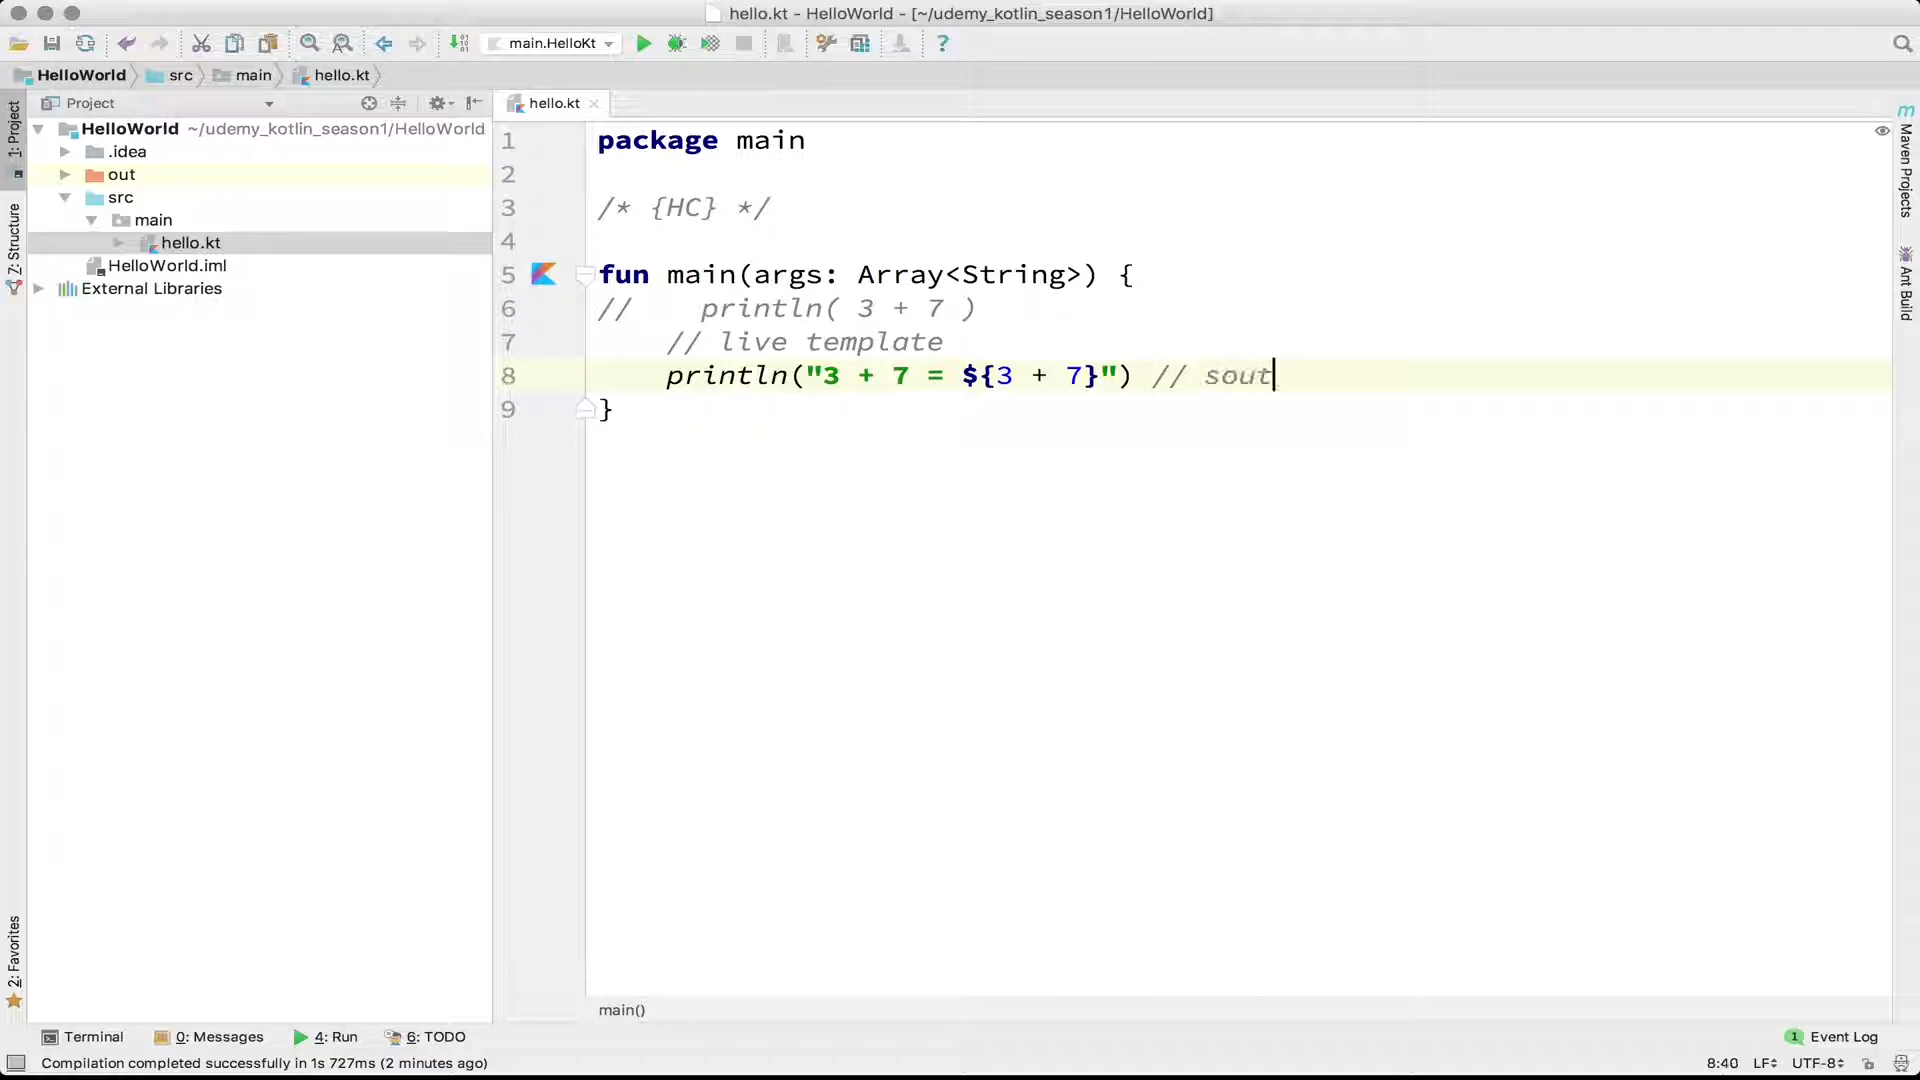 hello.kt - HelloWorld - [~/udemy_kotlin_season1/HelloWorld]
main.HelloKt
HelloWorld src main hello.kt
Project
hello.kt
1: Project
Z: Structure
2: Favorites
HelloWorld ~/udemy_kotlin_season1/HelloWorld
.idea
out
src
main
hello.kt
HelloWorld.iml
External Libraries
1 package main
2
3 /* {HC} */
4
5 fun main(args: Array<String>) {
6 //    println( 3 + 7 )
7     // live template
8     println("3 + 7 = ${3 + 7}") // sout
9 }
m Maven Projects
Ant Build
main()
Terminal 0: Messages 4: Run 6: TODO 1 Event Log
Compilation completed successfully in 1s 727ms (2 minutes ago) 8:40 LF UTF-8